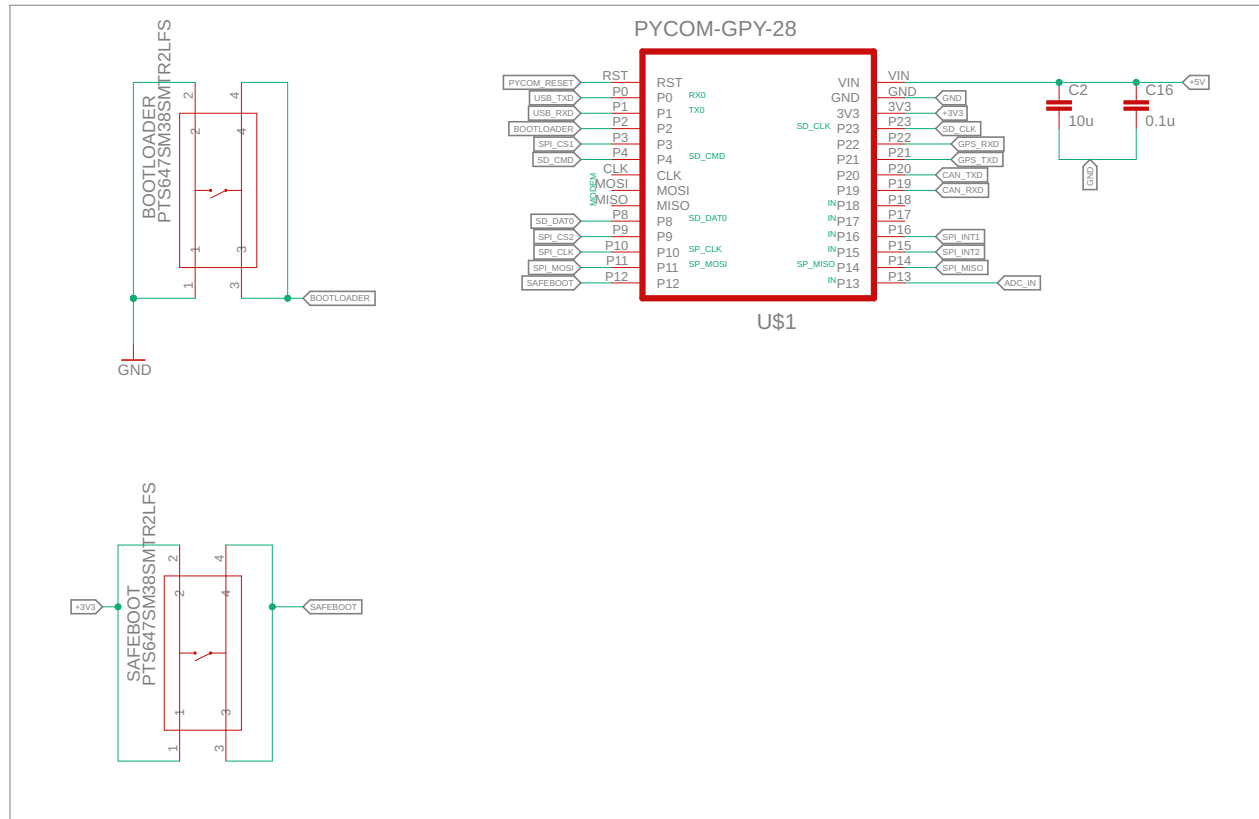 PYCOM-GPY-28
BOOTLOADER
PTS647SM38SMTR2LFS
2
4
2
4
1
3
1
3
BOOTLOADER
GND
PYCOM_RESET
USB_TXD
USB_RXD
BOOTLOADER
SPI_CS1
SD_CMD
SD_DAT0
SPI_CS2
SPI_CLK
SPI_MOSI
SAFEBOOT
RST
P0
P1
P2
P3
P4
CLK
MOSI
MISO
P8
P9
P10
P11
P12
MODEM
RST
P0 RX0
P1 TX0
P2
P3
P4 SD_CMD
CLK
MOSI
MISO
P8 SD_DAT0
P9
P10 SP_CLK
P11 SP_MOSI
P12
VIN
GND
3V3
SD_CLK P23
P22
P21
P20
P19
IN P18
IN P17
IN P16
IN P15
SP_MISO P14
IN P13
VIN
GND
3V3
P23
P22
P21
P20
P19
P18
P17
P16
P15
P14
P13
GND
+3V3
SD_CLK
GPS_RXD
GPS_TXD
CAN_TXD
CAN_RXD
SPI_INT1
SPI_INT2
SPI_MISO
ADC_IN
U$1
C2
10u
C16
0.1u
+5V
GND
SAFEBOOT
PTS647SM38SMTR2LFS
2
4
2
4
+3V3
SAFEBOOT
1
3
1
3